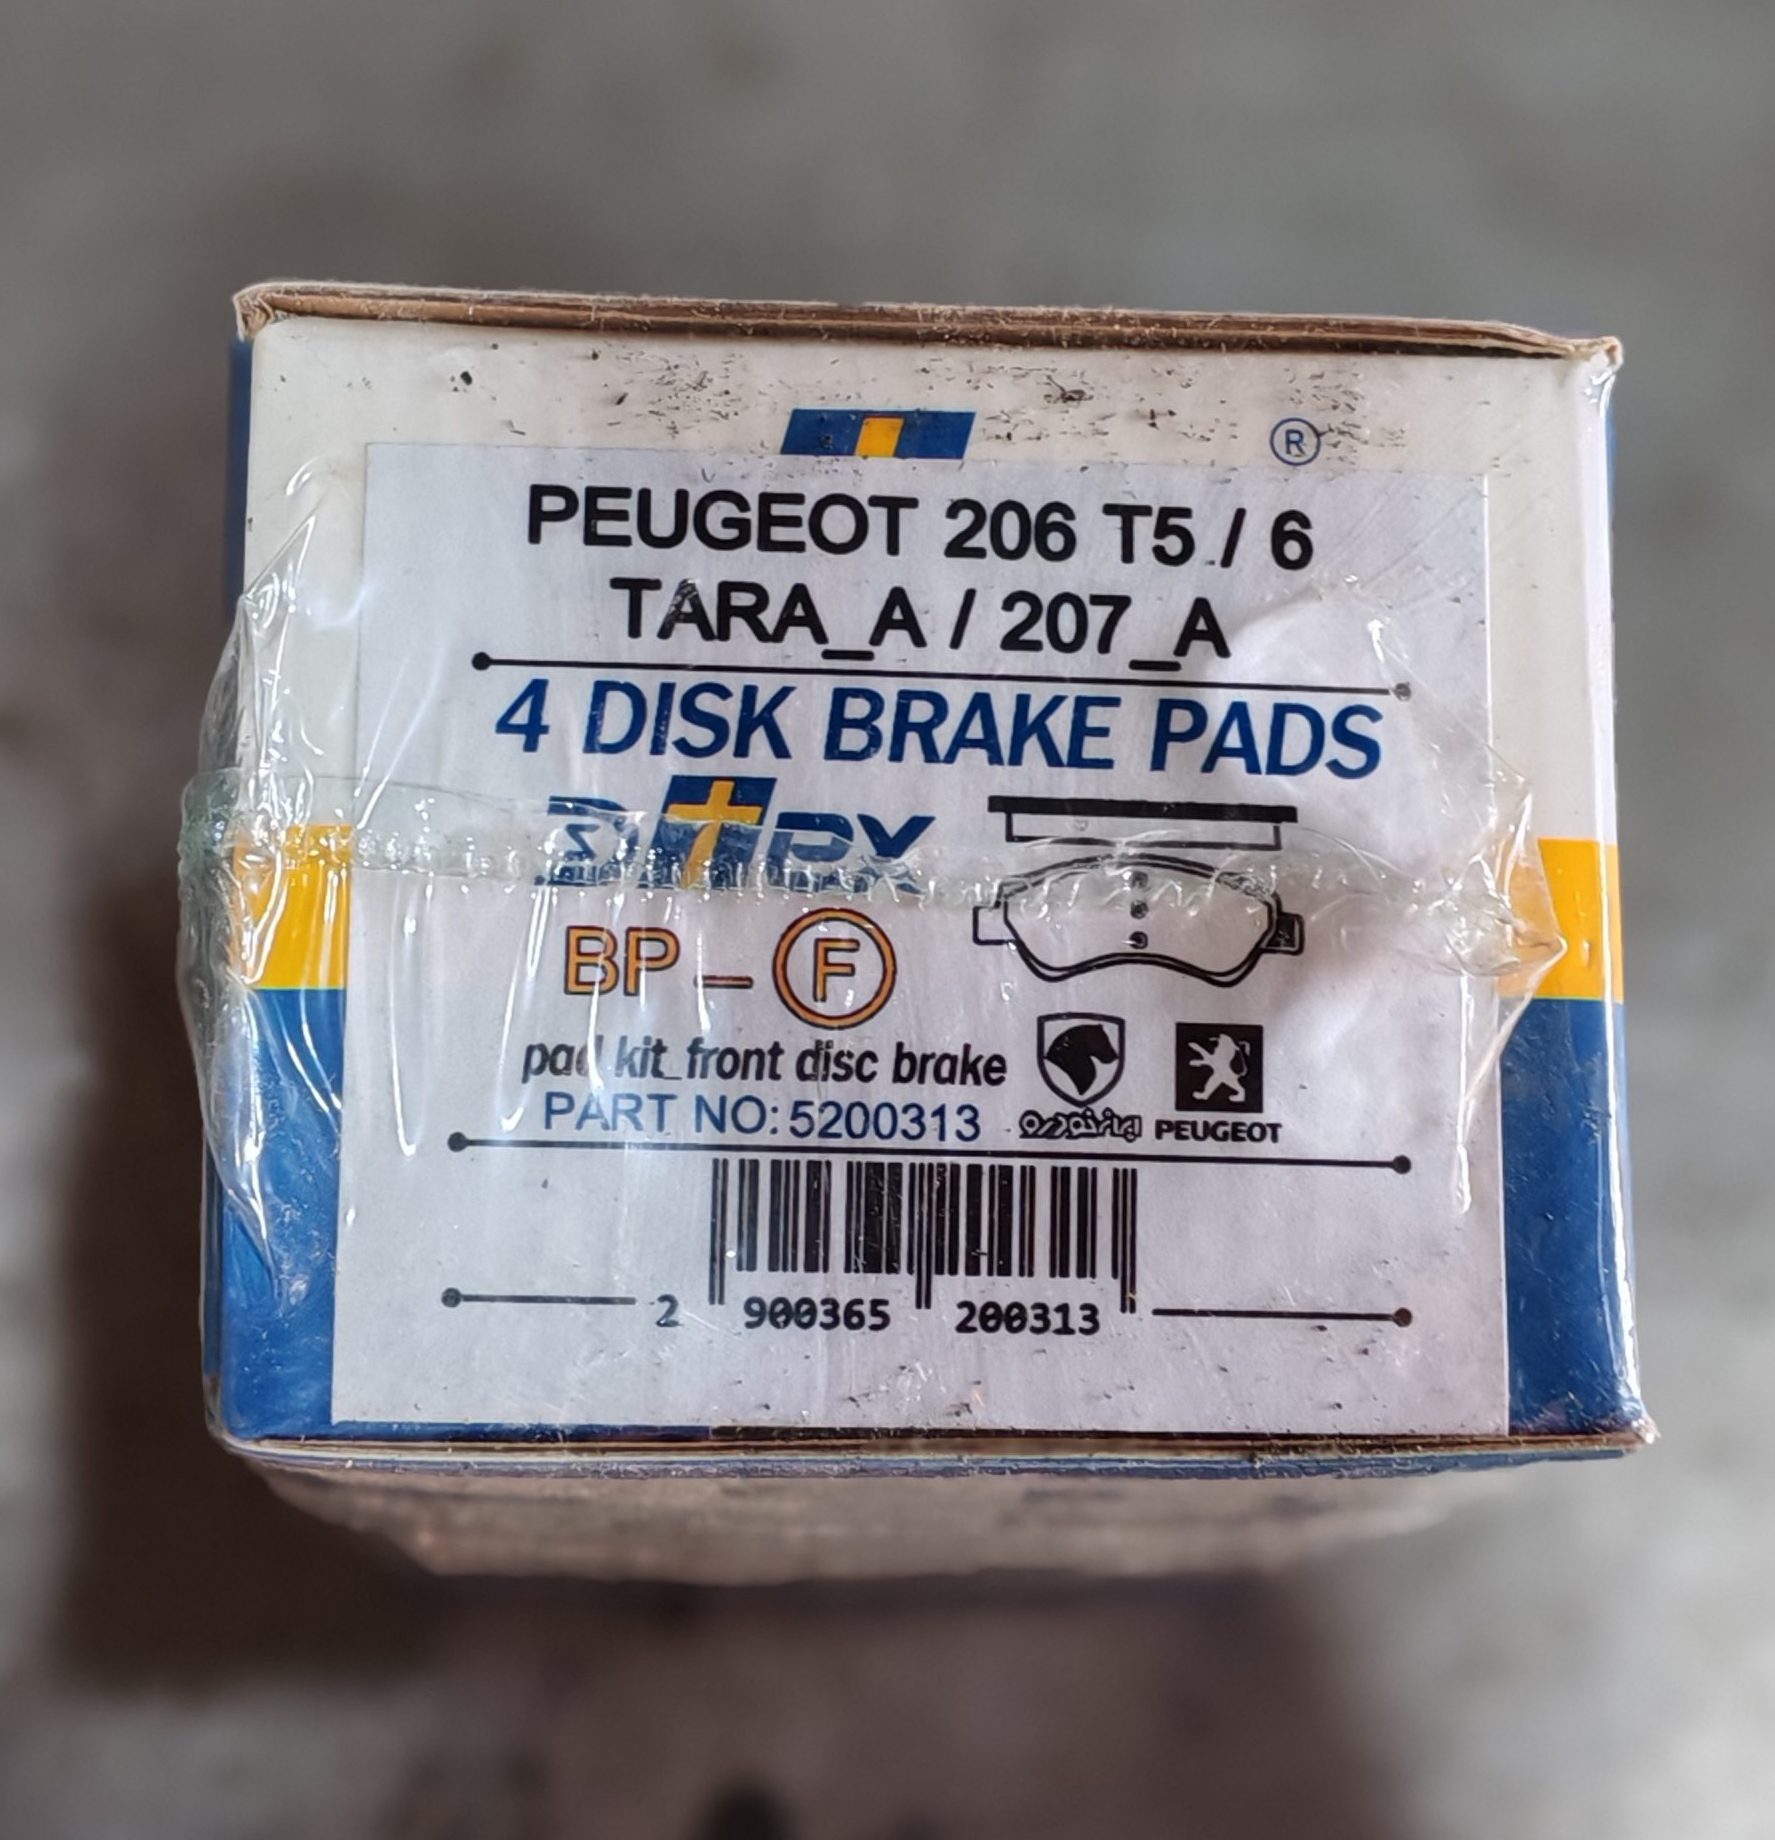 ®
PEUGEOT 206 T5 / 6
TARA_A / 207_A
4 DISK BRAKE PADS
BP - F
pad kit_front disc brake
PART NO: 5200313
ایران‌خودرو PEUGEOT
2 900365 200313